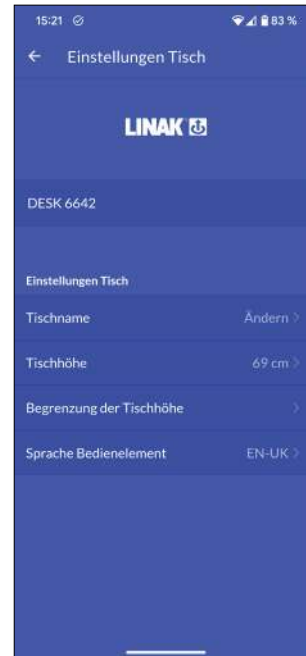 15:21 83 %
Einstellungen Tisch
LINAK
DESK 6642
Einstellungen Tisch
Tischname Ändern
Tischhöhe 69 cm
Begrenzung der Tischhöhe
Sprache Bedienelement EN-UK